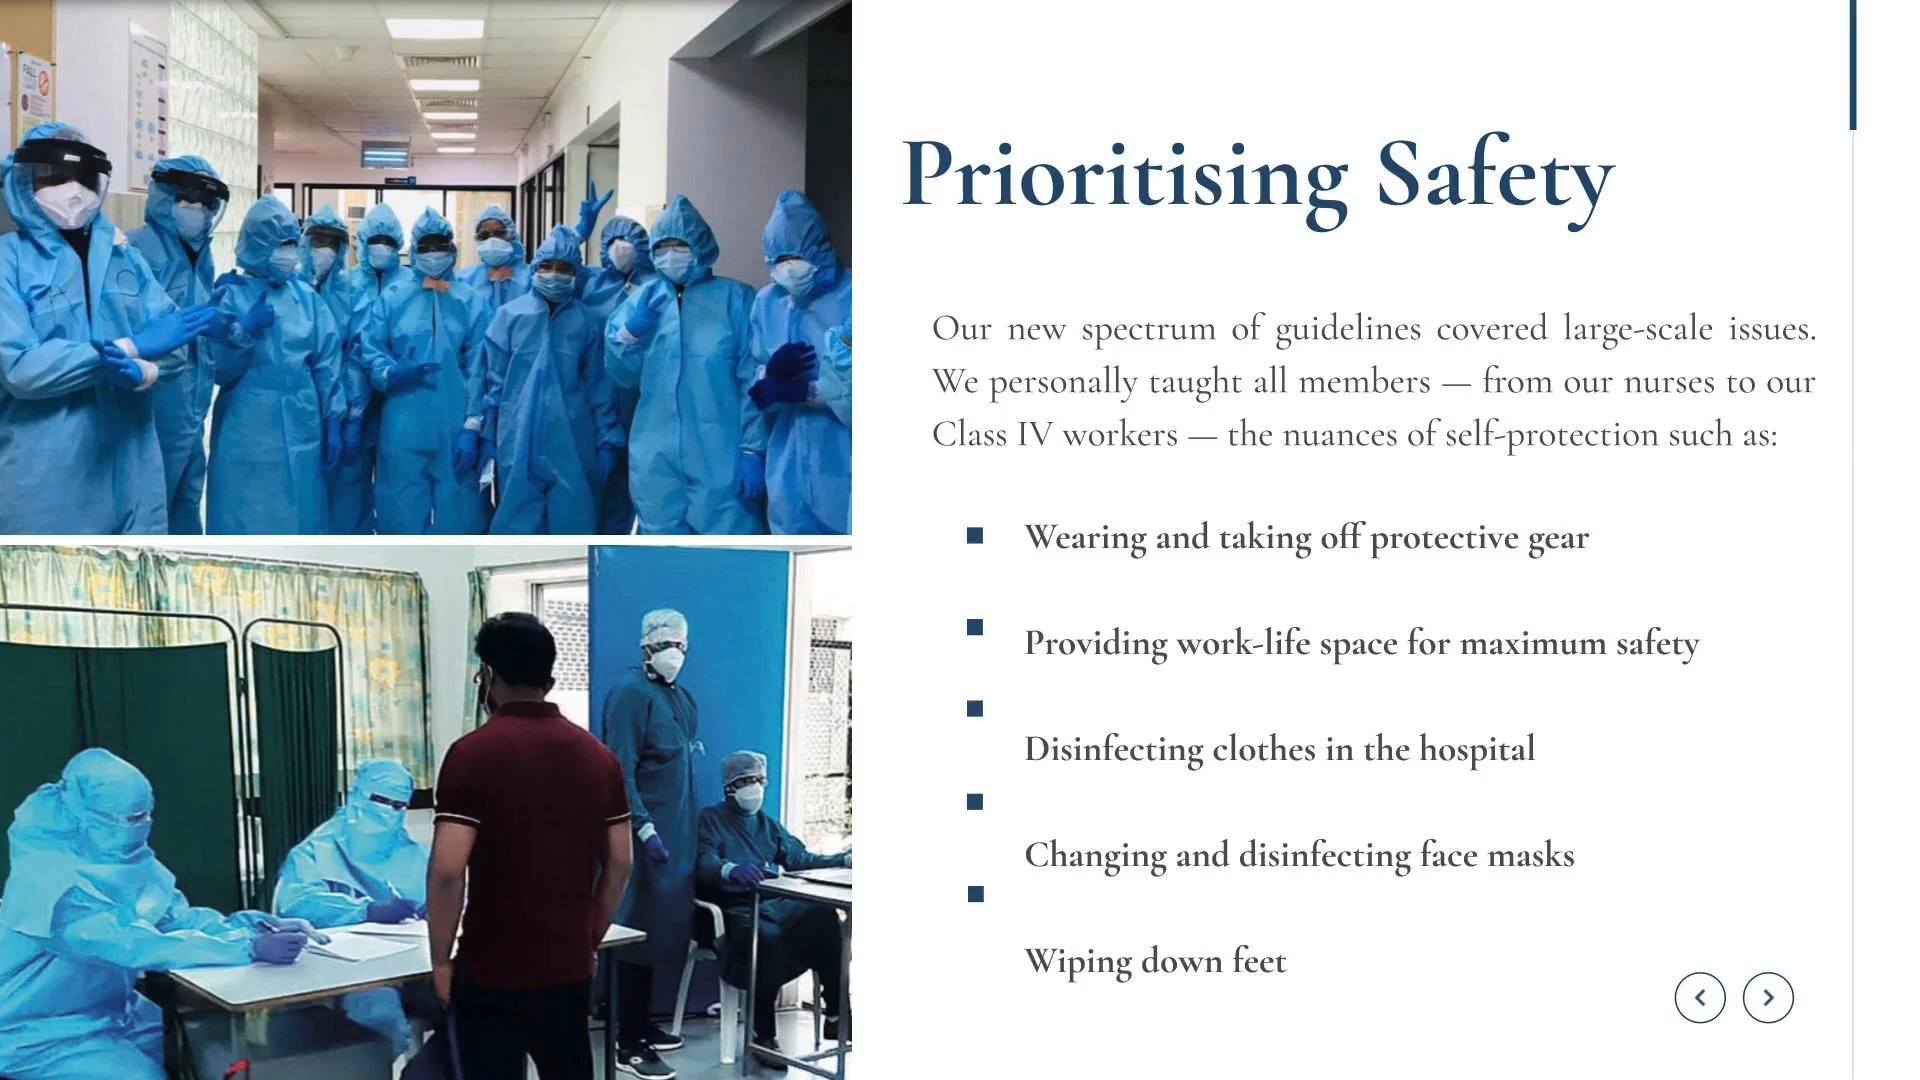 FALL
Prioritising Safety
Our new spectrum of guidelines covered large-scale issues.
We personally taught all members — from our nurses to our
Class IV workers — the nuances of self-protection such as:
Wearing and taking off protective gear
Providing work-life space for maximum safety
Disinfecting clothes in the hospital
Changing and disinfecting face masks
Wiping down feet